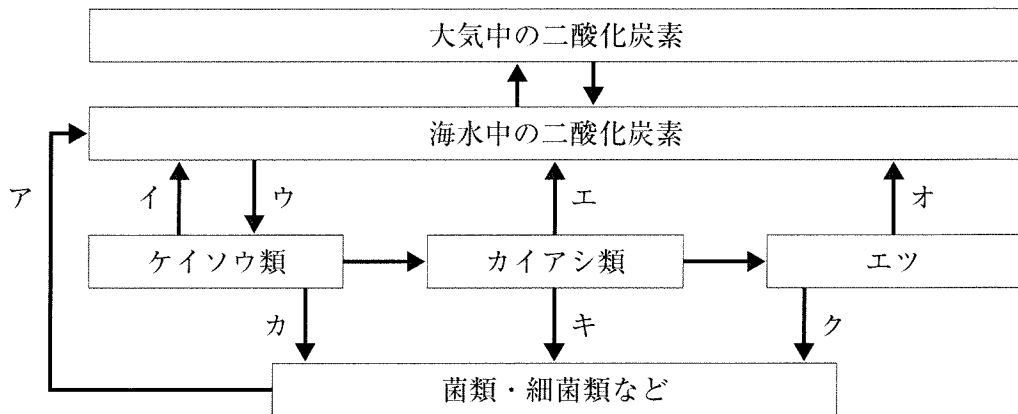 大気中の二酸化炭素
海水中の二酸化炭素
ア
イ
ウ
エ
オ
ケイソウ類
カイアシ類
エツ
カ
キ
ク
菌類・細菌類など